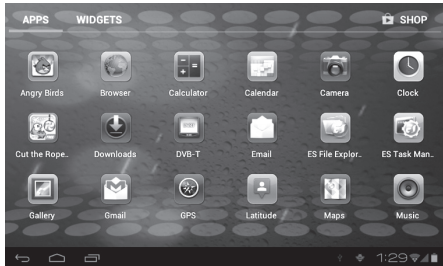 APPS WIDGETS SHOP
Angry Birds Browser Calculator Calendar Camera Clock
Cut the Rope.. Downloads DVB-T Email ES File Explor.. ES Task Man..
Gallery Gmail GPS Latitude Maps Music
1:29